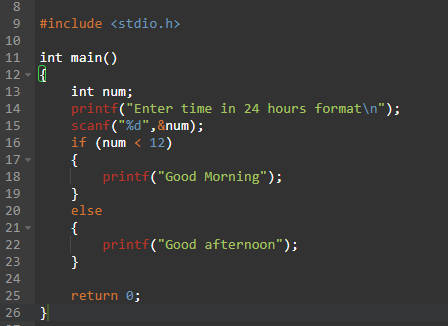 8
9 #include <stdio.h>
10
11 int main()
12 {
13 int num;
14 printf("Enter time in 24 hours format\n");
15 scanf("%d",&num);
16 if (num < 12)
17 {
18 printf("Good Morning");
19 }
20 else
21 {
22 printf("Good afternoon");
23 }
24
25 return 0;
26 }